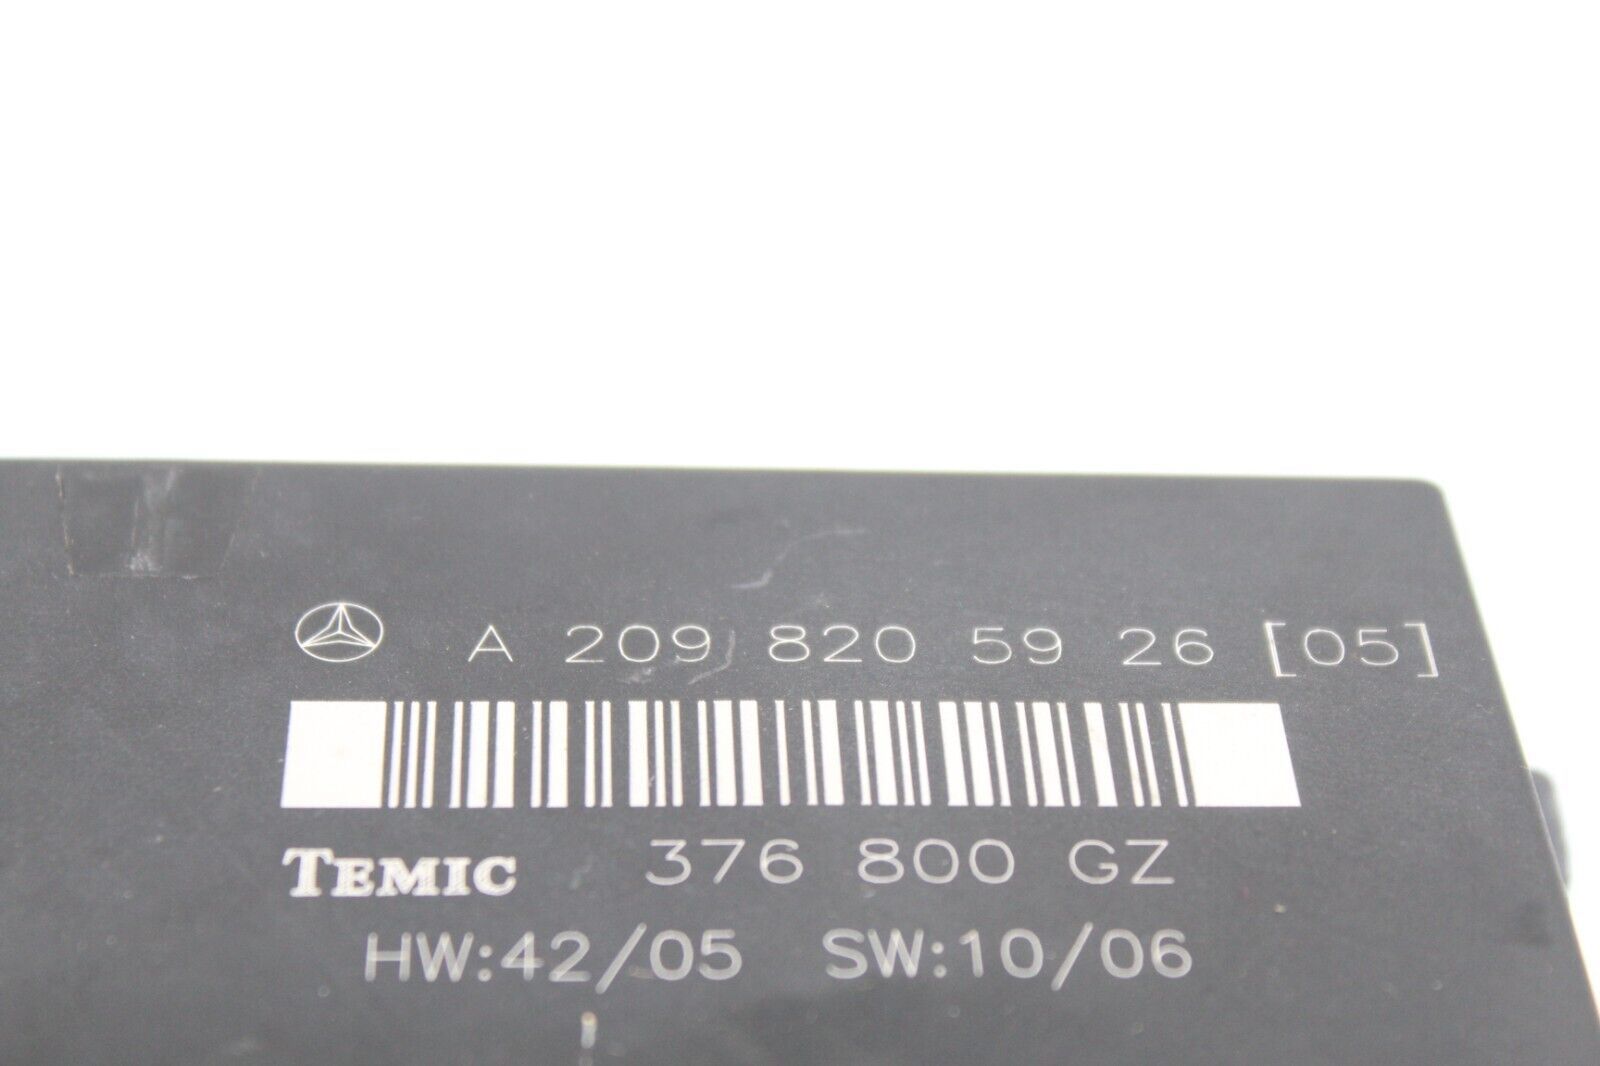 A 209 820 59 26 [05]
TEMIC 376 800 GZ
HW:42/05 SW:10/06